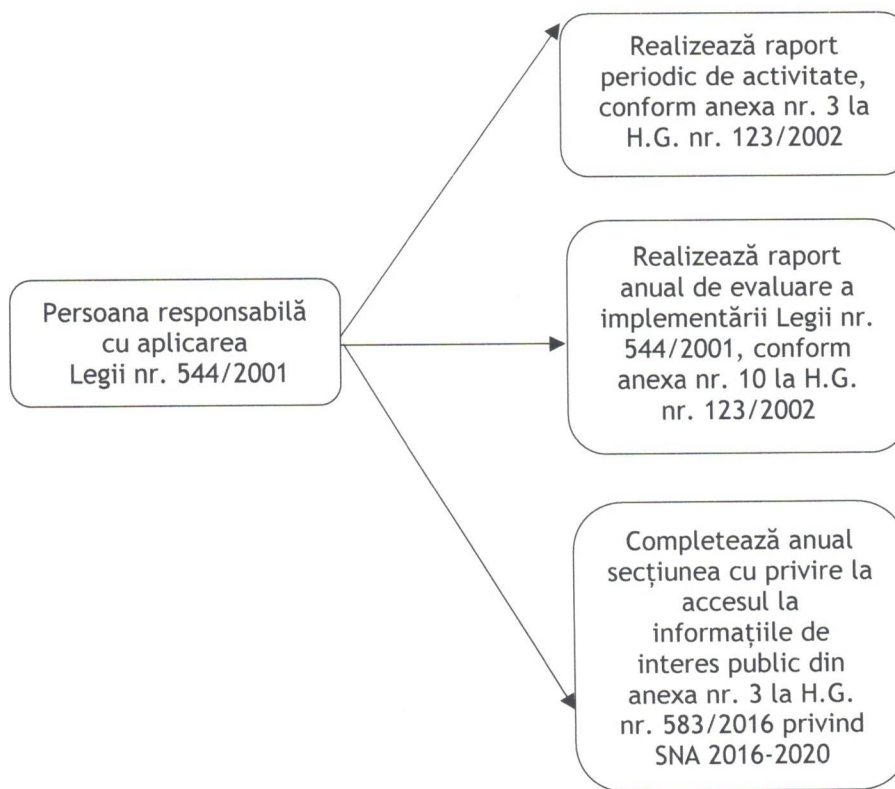 Persoana responsabilă
cu aplicarea
Legii nr. 544/2001
Realizează raport
periodic de activitate,
conform anexa nr. 3 la
H.G. nr. 123/2002
Realizează raport
anual de evaluare a
implementării Legii nr.
544/2001, conform
anexa nr. 10 la H.G.
nr. 123/2002
Completează anual
secțiunea cu privire la
accesul la
informațiile de
interes public din
anexa nr. 3 la H.G.
nr. 583/2016 privind
SNA 2016-2020